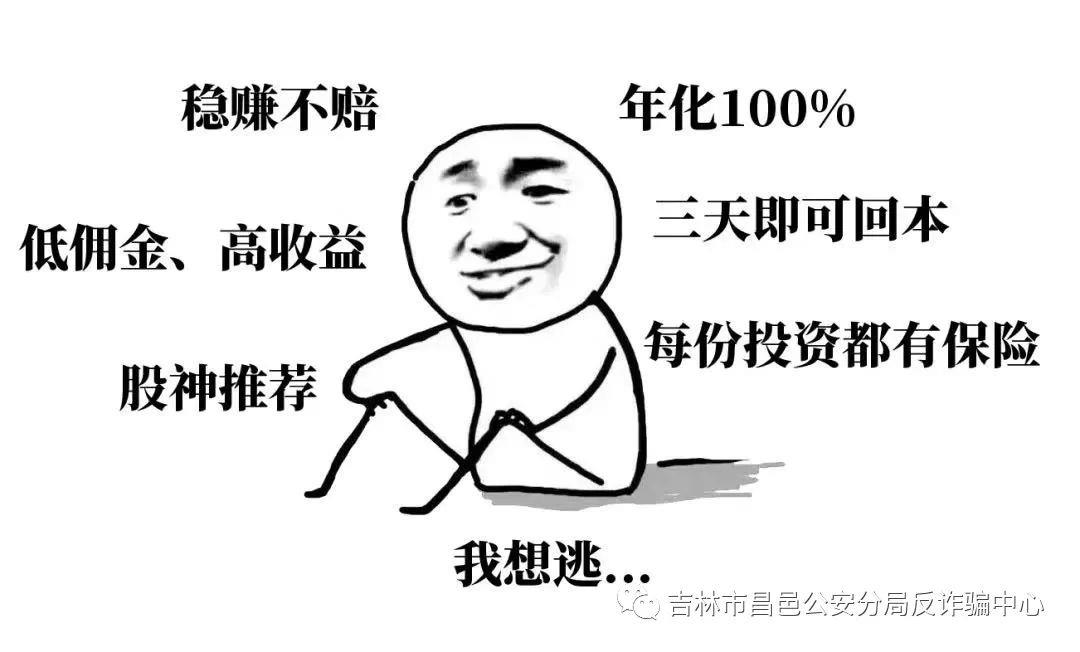 稳赚不赔
年化100%
低佣金、高收益
三天即可回本
股神推荐
每份投资都有保险
我想逃...
吉林市昌邑公安分局反诈骗中心